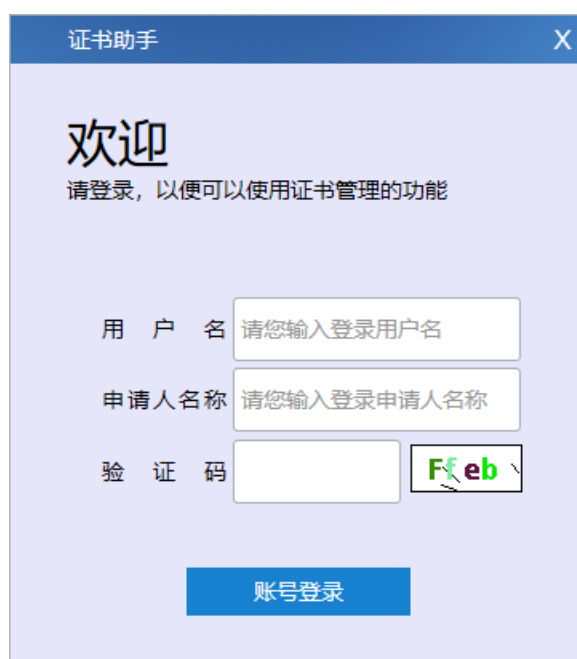 证书助手 X
欢迎
请登录，以便可以使用证书管理的功能
用户名 请您输入登录用户名
申请人名称 请您输入登录申请人名称
验证码 Ffeb
账号登录